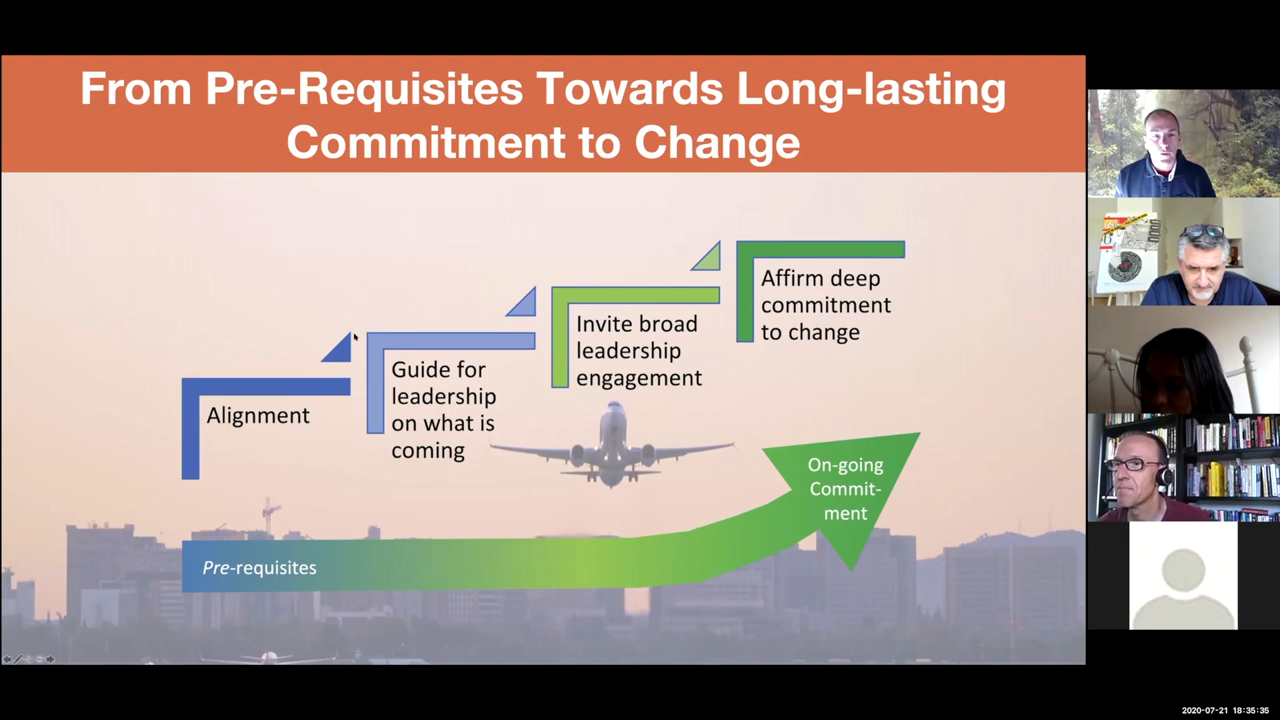 From Pre-Requisites Towards Long-lasting
Commitment to Change
Alignment
Guide for
leadership
on what is
coming
Invite broad
leadership
engagement
Affirm deep
commitment
to change
Pre-requisites
On-going
Commit-
ment
2020-07-21 18:35:35